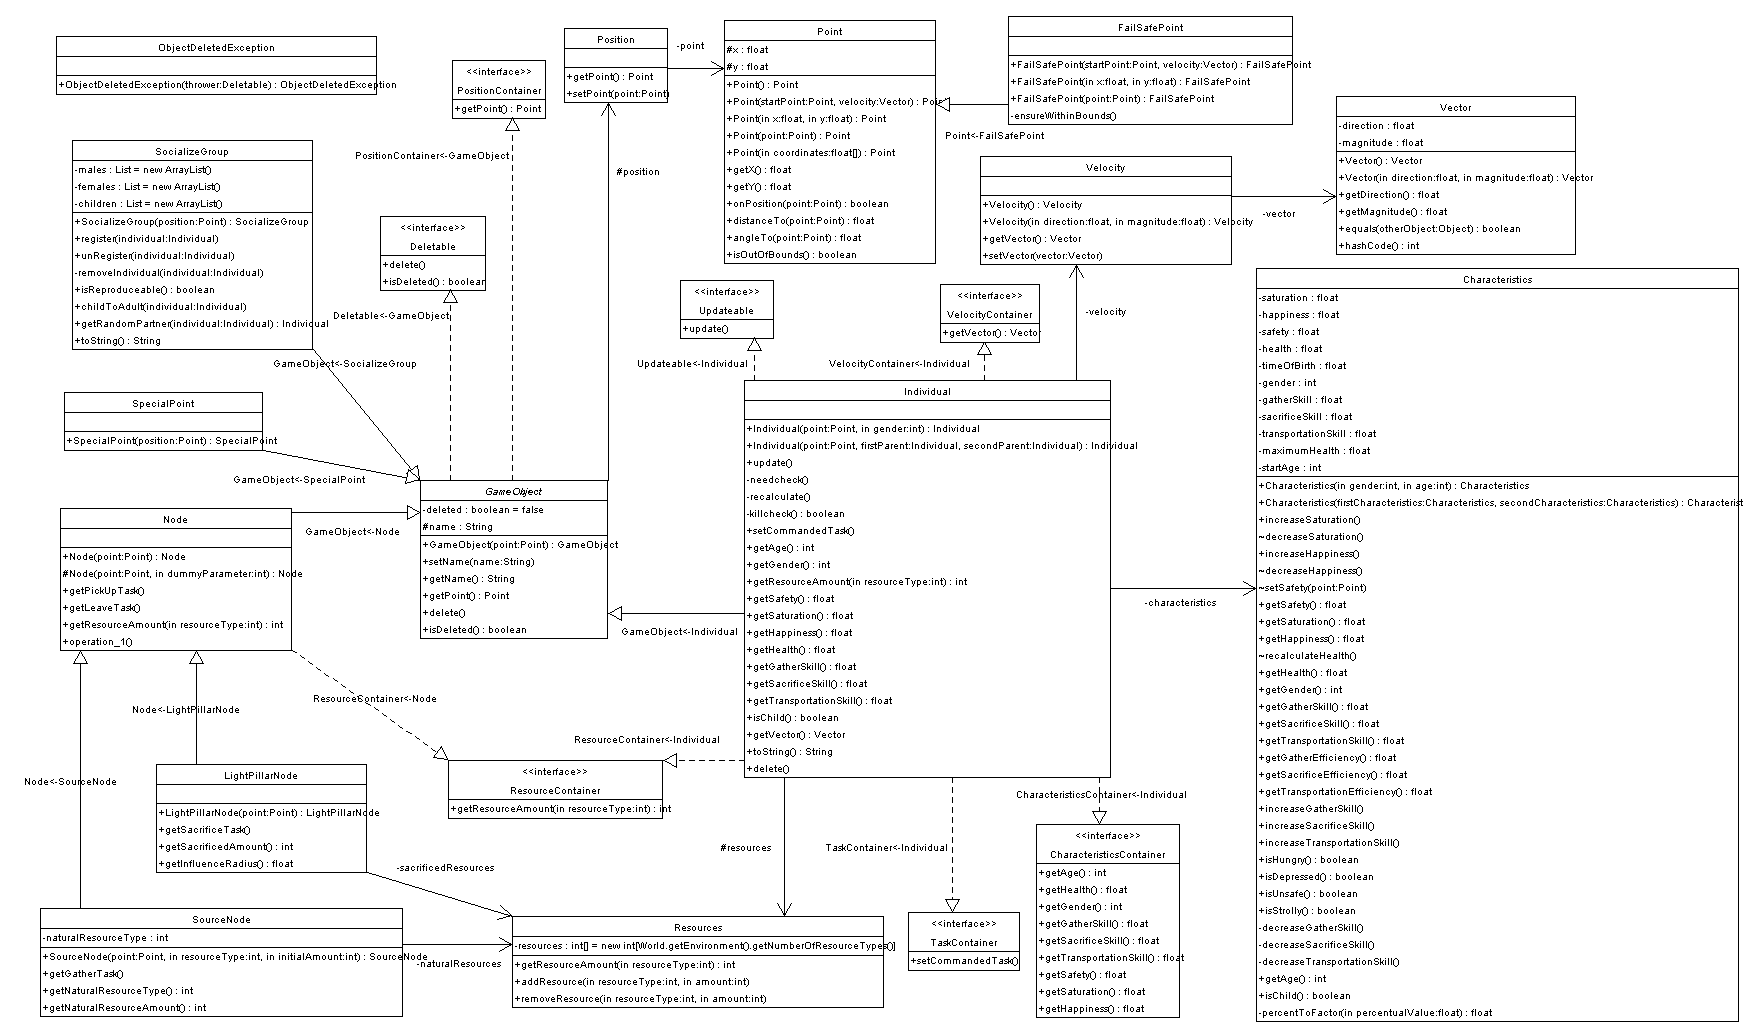 ObjectDeletedException
+ObjectDeletedException(thrower:Deletable) : ObjectDeletedException
<<interface>>
PositionContainer
+getPoint() : Point
Position
+getPoint() : Point
+setPoint(point:Point)
-point
Point
#x : float
#y : float
+Point() : Point
+Point(startPoint:Point, velocity:Vector) : Point
+Point(in x:float, in y:float) : Point
+Point(point:Point) : Point
+Point(in coordinates:float[]) : Point
+getX() : float
+getY() : float
+onPosition(point:Point) : boolean
+distanceTo(point:Point) : float
+angleTo(point:Point) : float
+isOutOfBounds() : boolean
FailSafePoint
+FailSafePoint(startPoint:Point, velocity:Vector) : FailSafePoint
+FailSafePoint(in x:float, in y:float) : FailSafePoint
+FailSafePoint(point:Point) : FailSafePoint
-ensureWithinBounds()
Point<-FailSafePoint
Vector
-direction : float
-magnitude : float
+Vector() : Vector
+Vector(in direction:float, in magnitude:float) : Vector
+getDirection() : float
+getMagnitude() : float
+equals(otherObject:Object) : boolean
+hashCode() : int
Velocity
+Velocity() : Velocity
+Velocity(in direction:float, in magnitude:float) : Velocity
+getVector() : Vector
+setVector(vector:Vector)
-vector
SocializeGroup
-males : List = new ArrayList()
-females : List = new ArrayList()
-children : List = new ArrayList()
+SocializeGroup(position:Point) : SocializeGroup
+register(individual:Individual)
+unRegister(individual:Individual)
-removeIndividual(individual:Individual)
+isReproduceable() : boolean
+childToAdult(individual:Individual)
+getRandomPartner(individual:Individual) : Individual
+toString() : String
PositionContainer<-GameObject
#position
<<interface>>
Deletable
+delete()
+isDeleted() : boolean
Deletable<-GameObject
GameObject<-SocializeGroup
<<interface>>
Updateable
+update()
Updateable<-Individual
<<interface>>
VelocityContainer
+getVector() : Vector
VelocityContainer<-Individual
-velocity
SpecialPoint
+SpecialPoint(position:Point) : SpecialPoint
GameObject<-SpecialPoint
GameObject
-deleted : boolean = false
#name : String
+GameObject(point:Point) : GameObject
+setName(name:String)
+getName() : String
+getPoint() : Point
+delete()
+isDeleted() : boolean
Node
+Node(point:Point) : Node
#Node(point:Point, in dummyParameter:int) : Node
+getPickUpTask()
+getLeaveTask()
+getResourceAmount(in resourceType:int) : int
+operation_1()
GameObject<-Node
GameObject<-Individual
Individual
+Individual(point:Point, in gender:int) : Individual
+Individual(point:Point, firstParent:Individual, secondParent:Individual) : Individual
+update()
-needcheck()
-recalculate()
-killcheck() : boolean
+setCommandedTask()
+getAge() : int
+getGender() : int
+getResourceAmount(in resourceType:int) : int
+getSafety() : float
+getSaturation() : float
+getHappiness() : float
+getHealth() : float
+getGatherSkill() : float
+getSacrificeSkill() : float
+getTransportationSkill() : float
+isChild() : boolean
+getVector() : Vector
+toString() : String
+delete()
-characteristics
Characteristics
-saturation : float
-happiness : float
-safety : float
-health : float
-timeOfBirth : float
-gender : int
-gatherSkill : float
-sacrificeSkill : float
-transportationSkill : float
-maximumHealth : float
-startAge : int
+Characteristics(in gender:int, in age:int) : Characteristics
+Characteristics(firstCharacteristics:Characteristics, secondCharacteristics:Characteristics) : Characterist
+increaseSaturation()
~decreaseSaturation()
+increaseHappiness()
~decreaseHappiness()
~setSafety(point:Point)
+getSafety() : float
+getSaturation() : float
+getHappiness() : float
~recalculateHealth()
+getHealth() : float
+getGender() : int
+getGatherSkill() : float
+getSacrificeSkill() : float
+getTransportationSkill() : float
+getGatherEfficiency() : float
+getSacrificeEfficiency() : float
+getTransportationEfficiency() : float
+increaseGatherSkill()
+increaseSacrificeSkill()
+increaseTransportationSkill()
+isHungry() : boolean
+isDepressed() : boolean
+isUnsafe() : boolean
+isStrolly() : boolean
-decreaseGatherSkill()
-decreaseSacrificeSkill()
-decreaseTransportationSkill()
+getAge() : int
+isChild() : boolean
-percentToFactor(in percentualValue:float) : float
ResourceContainer<-Node
Node<-LightPillarNode
ResourceContainer<-Individual
Node<-SourceNode
LightPillarNode
+LightPillarNode(point:Point) : LightPillarNode
+getSacrificeTask()
+getSacrificedAmount() : int
+getInfluenceRadius() : float
<<interface>>
ResourceContainer
+getResourceAmount(in resourceType:int) : int
-sacrificedResources
#resources
TaskContainer<-Individual
CharacteristicsContainer<-Individual
<<interface>>
CharacteristicsContainer
+getAge() : int
+getHealth() : float
+getGender() : int
+getGatherSkill() : float
+getSacrificeSkill() : float
+getTransportationSkill() : float
+getSafety() : float
+getSaturation() : float
+getHappiness() : float
<<interface>>
TaskContainer
+setCommandedTask()
SourceNode
-naturalResourceType : int
+SourceNode(point:Point, in resourceType:int, in initialAmount:int) : SourceNode
+getGatherTask()
+getNaturalResourceType() : int
+getNaturalResourceAmount() : int
-naturalResources
Resources
-resources : int[] = new int[World.getEnvironment().getNumberOfResourceTypes()]
+getResourceAmount(in resourceType:int) : int
+addResource(in resourceType:int, in amount:int)
+removeResource(in resourceType:int, in amount:int)